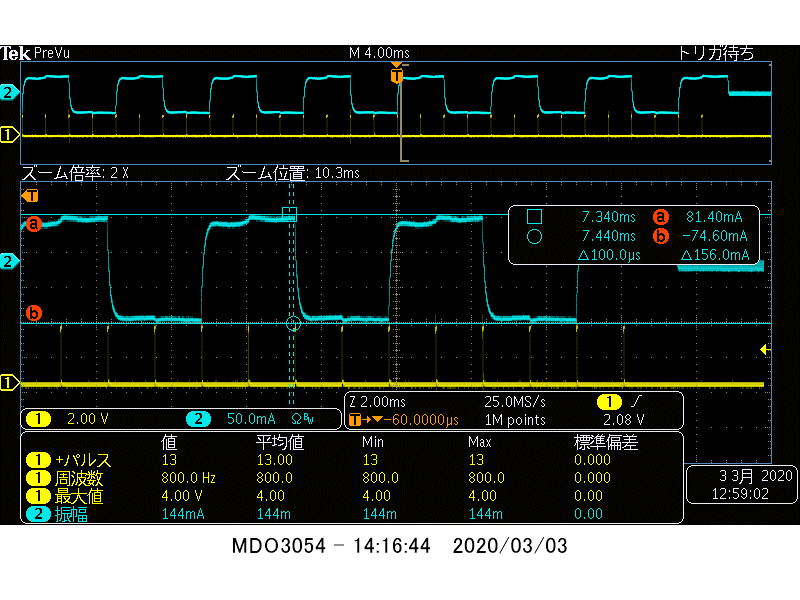 Tek PreVu M 4.00ms トリガ待ち
T
2
1
ズーム倍率: 2 X ズーム位置: 10.3ms
T
a
7.340ms a 81.40mA
7.440ms b −74.60mA
△100.0μs △156.0mA
2
b
1
1 2.00 V 2 50.0mA ΩBw
Z 2.00ms 25.0MS/s 1 /
T→▼−60.0000μs 1M points 2.08 V
値 平均値 Min Max 標準偏差
1 +パルス 13 13.00 13 13 0.000
1 周波数 800.0 Hz 800.0 800.0 800.0 0.000
1 最大値 4.00 V 4.00 4.00 4.00 0.00
2 振幅 144mA 144m 144m 144m 0.00
3 3月 2020
12:59:02
MDO3054 - 14:16:44 2020/03/03